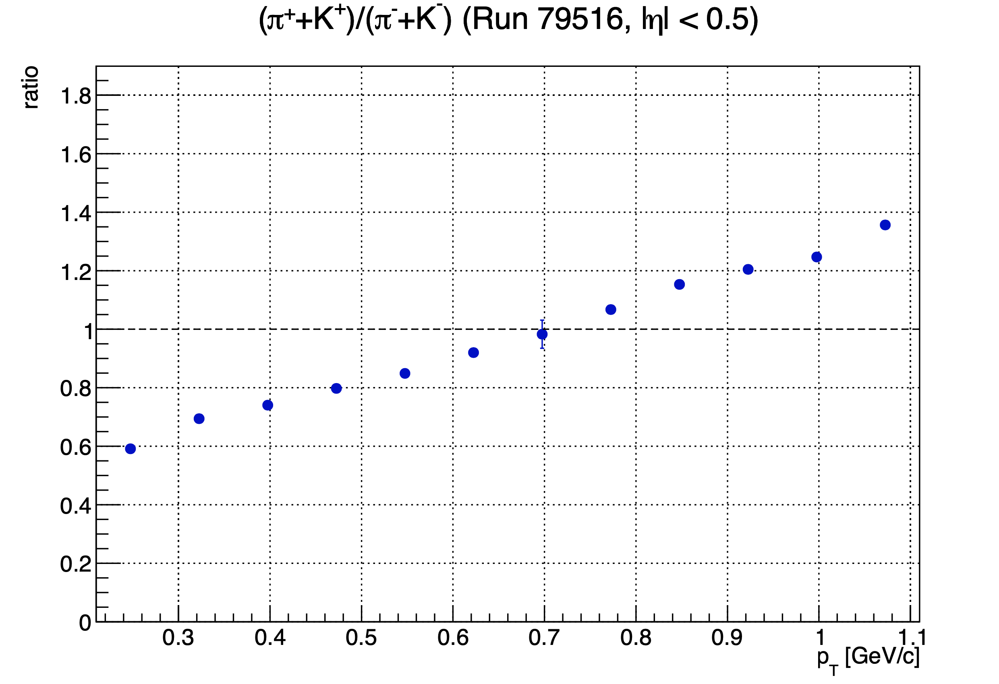 (π⁺+K⁺)/(π⁻+K⁻) (Run 79516, |η| < 0.5)
ratio
1.8
1.6
1.4
1.2
1
0.8
0.6
0.4
0.2
0
0.3 0.4 0.5 0.6 0.7 0.8 0.9 1 1.1
p_T [GeV/c]